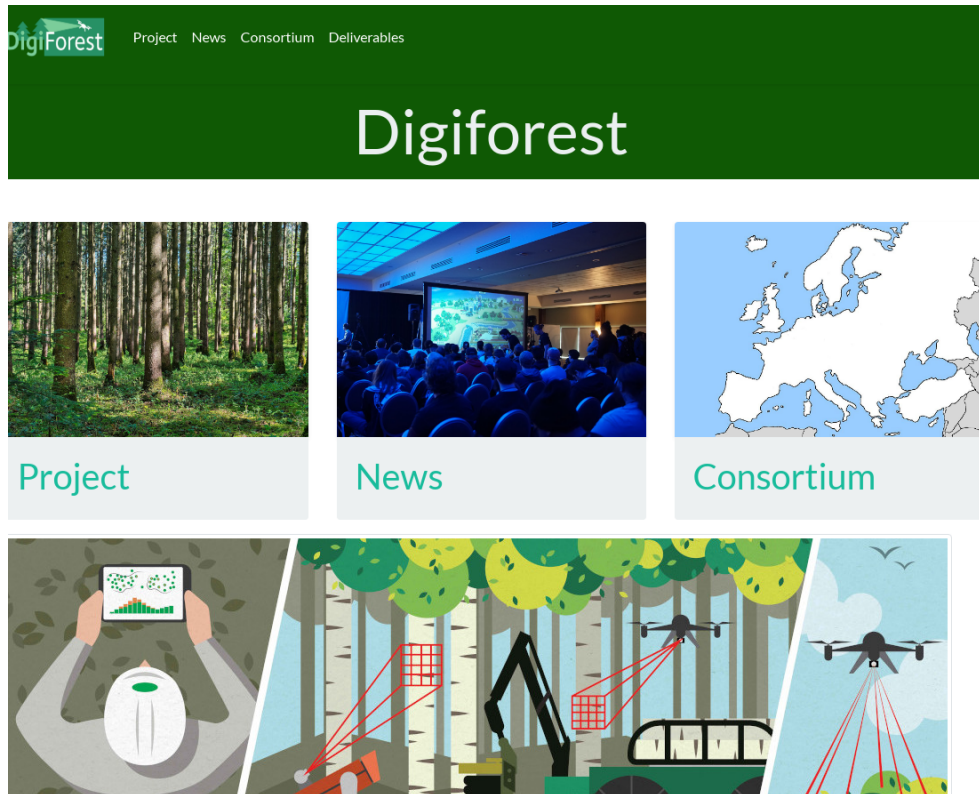 DigiForest
Project News Consortium Deliverables
Digiforest
Project
News
Consortium